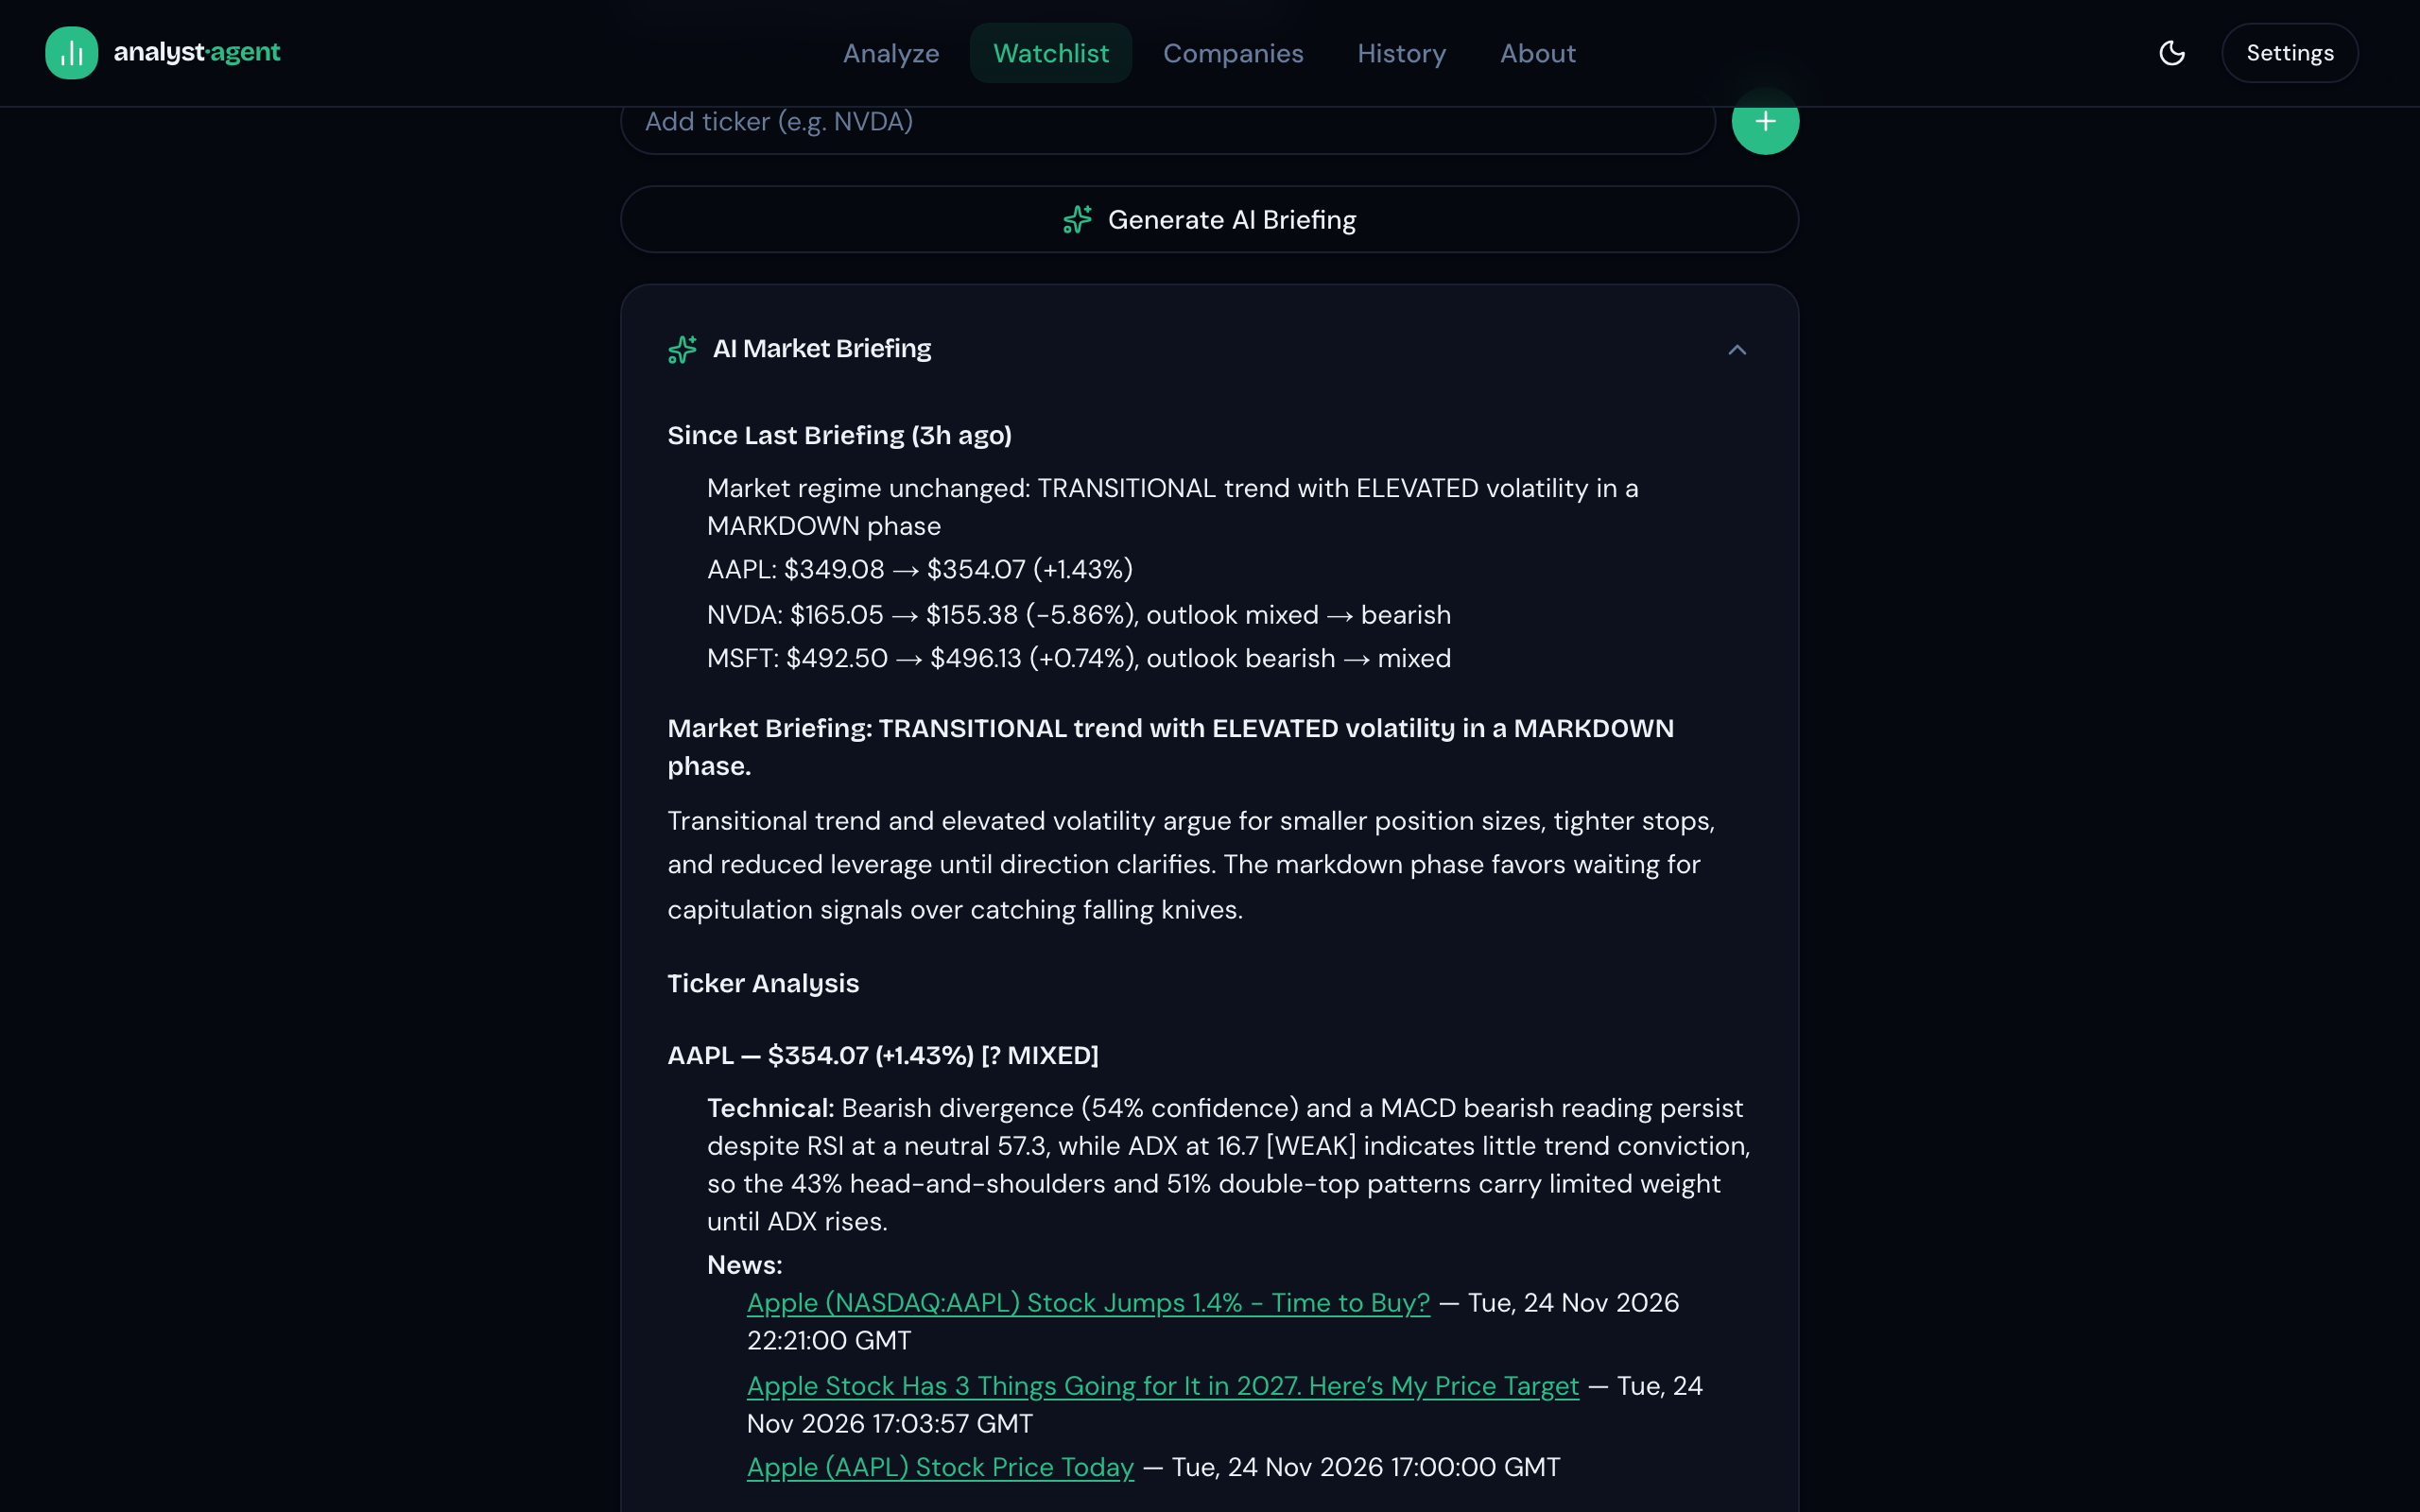 analyst·agent
Analyze
Watchlist
Companies
History
About
Settings
Add ticker (e.g. NVDA)
Generate AI Briefing
AI Market Briefing
Since Last Briefing (3h ago)
Market regime unchanged: TRANSITIONAL trend with ELEVATED volatility in a
MARKDOWN phase
AAPL: $349.08 → $354.07 (+1.43%)
NVDA: $165.05 → $155.38 (-5.86%), outlook mixed → bearish
MSFT: $492.50 → $496.13 (+0.74%), outlook bearish → mixed
Market Briefing: TRANSITIONAL trend with ELEVATED volatility in a MARKDOWN
phase.
Transitional trend and elevated volatility argue for smaller position sizes, tighter stops,
and reduced leverage until direction clarifies. The markdown phase favors waiting for
capitulation signals over catching falling knives.
Ticker Analysis
AAPL — $354.07 (+1.43%) [? MIXED]
Technical: Bearish divergence (54% confidence) and a MACD bearish reading persist
despite RSI at a neutral 57.3, while ADX at 16.7 [WEAK] indicates little trend conviction,
so the 43% head-and-shoulders and 51% double-top patterns carry limited weight
until ADX rises.
News:
Apple (NASDAQ:AAPL) Stock Jumps 1.4% - Time to Buy? — Tue, 24 Nov 2026
22:21:00 GMT
Apple Stock Has 3 Things Going for It in 2027. Here’s My Price Target — Tue, 24
Nov 2026 17:03:57 GMT
Apple (AAPL) Stock Price Today — Tue, 24 Nov 2026 17:00:00 GMT